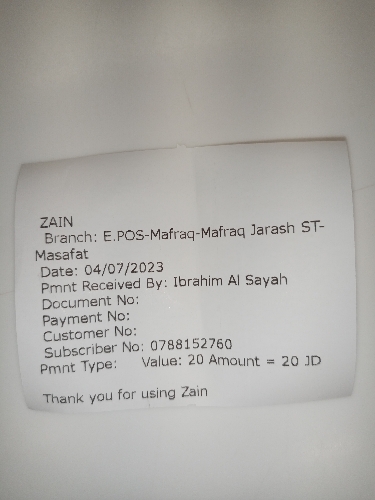 ZAIN
Branch: E.POS-Mafraq-Mafraq Jarash ST-
Masafat
Date: 04/07/2023
Pmnt Received By: Ibrahim Al Sayah
Document No:
Payment No:
Customer No:
Subscriber No: 0788152760
Pmnt Type: Value: 20 Amount = 20 JD
Thank you for using Zain